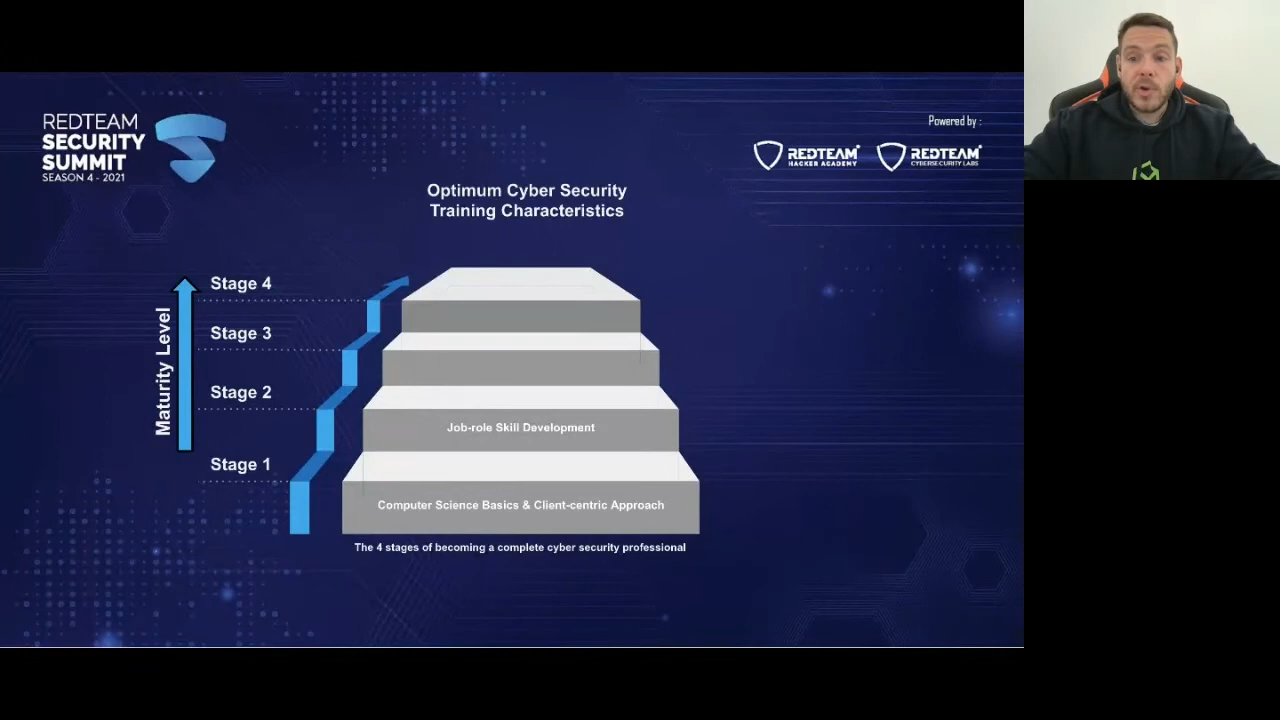 REDTEAM
SECURITY
SUMMIT
SEASON 4 - 2021
Powered by :
REDTEAM
HACKER ACADEMY
REDTEAM
CYBERSECURITY LABS
Optimum Cyber Security
Training Characteristics
Maturity Level
Stage 4
Stage 3
Stage 2
Stage 1
Job-role Skill Development
Computer Science Basics & Client-centric Approach
The 4 stages of becoming a complete cyber security professional